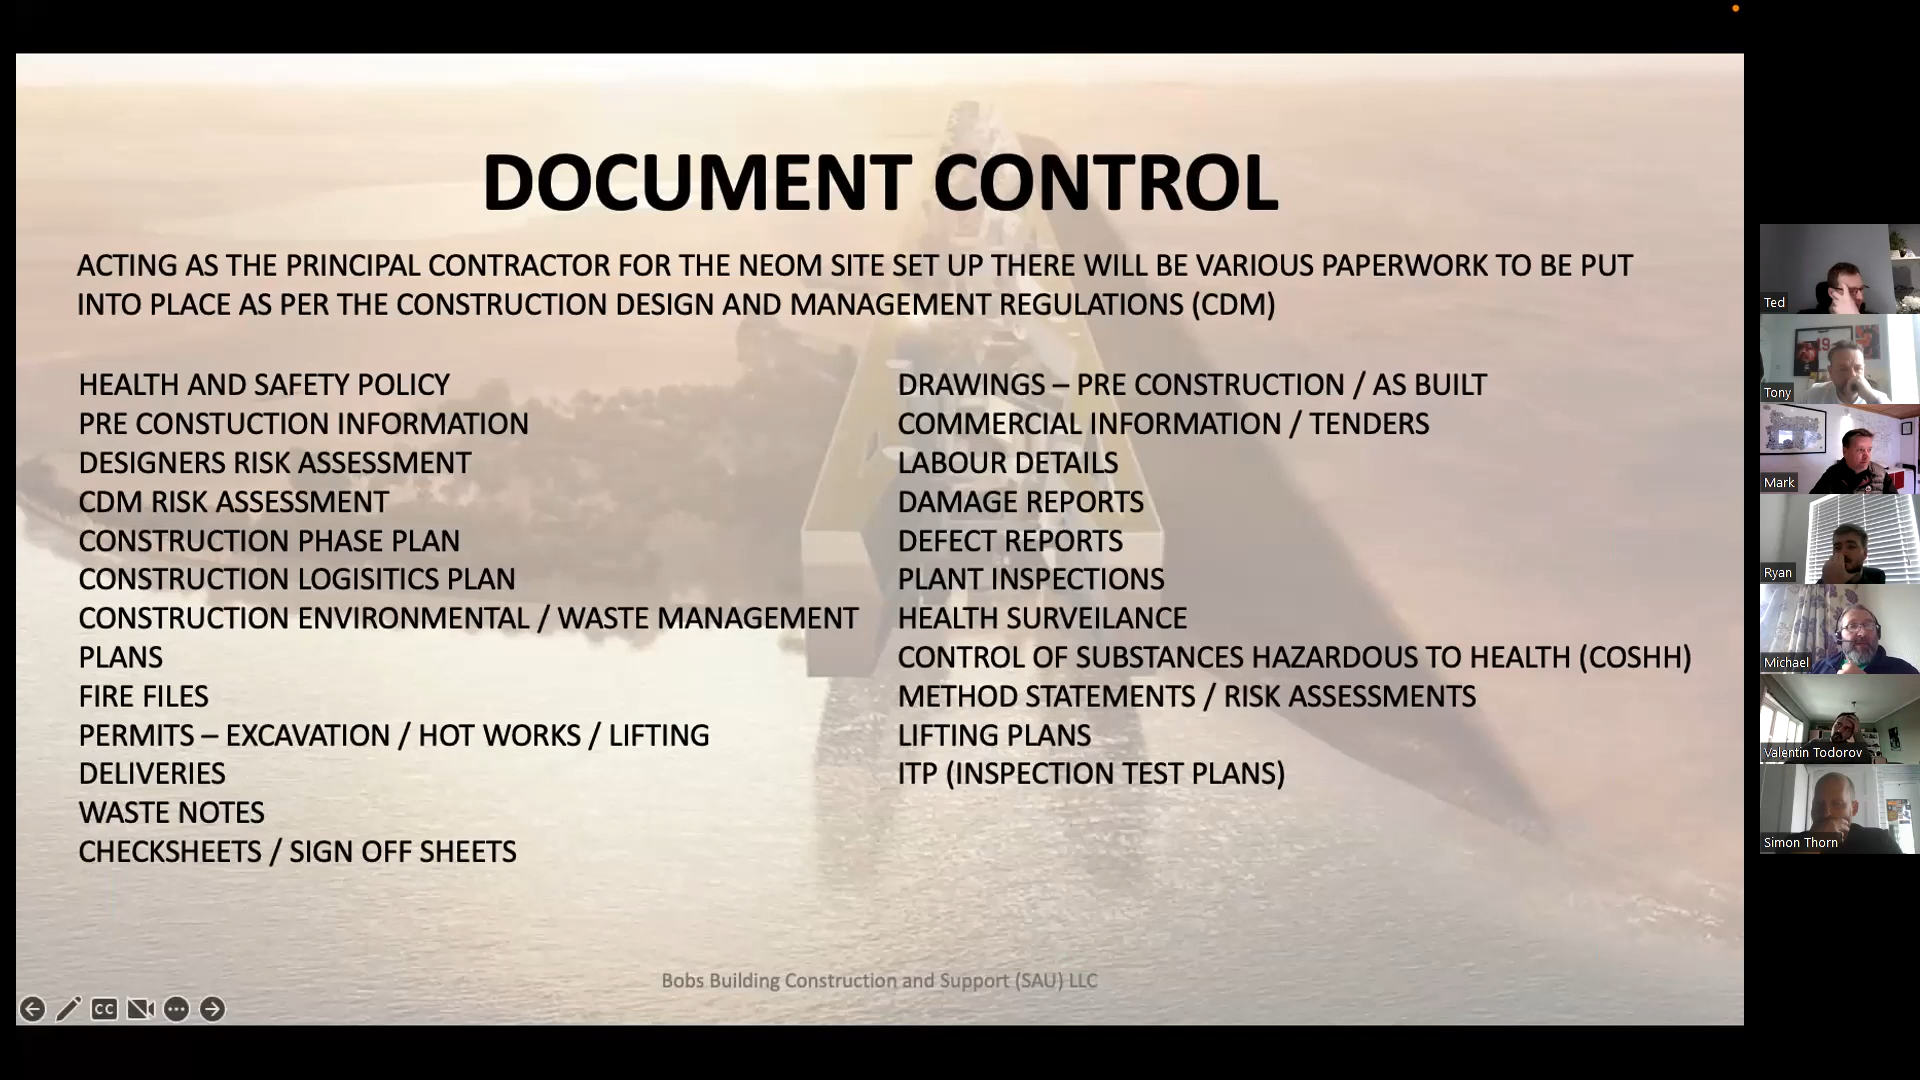 DOCUMENT CONTROL
ACTING AS THE PRINCIPAL CONTRACTOR FOR THE NEOM SITE SET UP THERE WILL BE VARIOUS PAPERWORK TO BE PUT
INTO PLACE AS PER THE CONSTRUCTION DESIGN AND MANAGEMENT REGULATIONS (CDM)
HEALTH AND SAFETY POLICY
PRE CONSTUCTION INFORMATION
DESIGNERS RISK ASSESSMENT
CDM RISK ASSESSMENT
CONSTRUCTION PHASE PLAN
CONSTRUCTION LOGISITICS PLAN
CONSTRUCTION ENVIRONMENTAL / WASTE MANAGEMENT
PLANS
FIRE FILES
PERMITS – EXCAVATION / HOT WORKS / LIFTING
DELIVERIES
WASTE NOTES
CHECKSHEETS / SIGN OFF SHEETS
DRAWINGS – PRE CONSTRUCTION / AS BUILT
COMMERCIAL INFORMATION / TENDERS
LABOUR DETAILS
DAMAGE REPORTS
DEFECT REPORTS
PLANT INSPECTIONS
HEALTH SURVEILANCE
CONTROL OF SUBSTANCES HAZARDOUS TO HEALTH (COSHH)
METHOD STATEMENTS / RISK ASSESSMENTS
LIFTING PLANS
ITP (INSPECTION TEST PLANS)
Bobs Building Construction and Support (SAU) LLC
CC
Ted
19
Tony
Mark
Ryan
Michael
Valentin Todorov
Simon Thorn